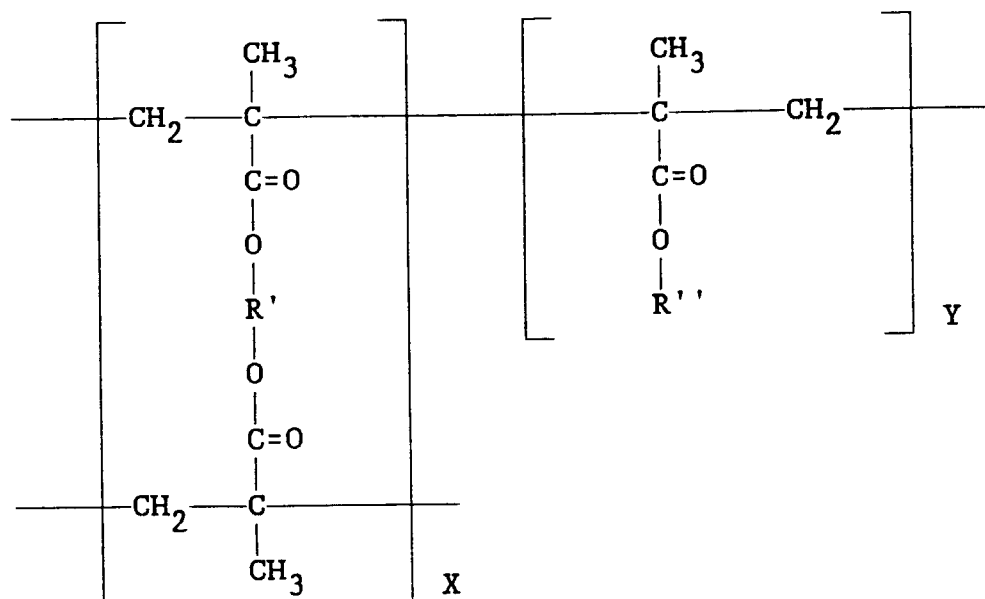 CH3 CH3
CH2 C C CH2
C=O C=O
O O
R' R''
Y
O
C=O
CH2 C
CH3
X